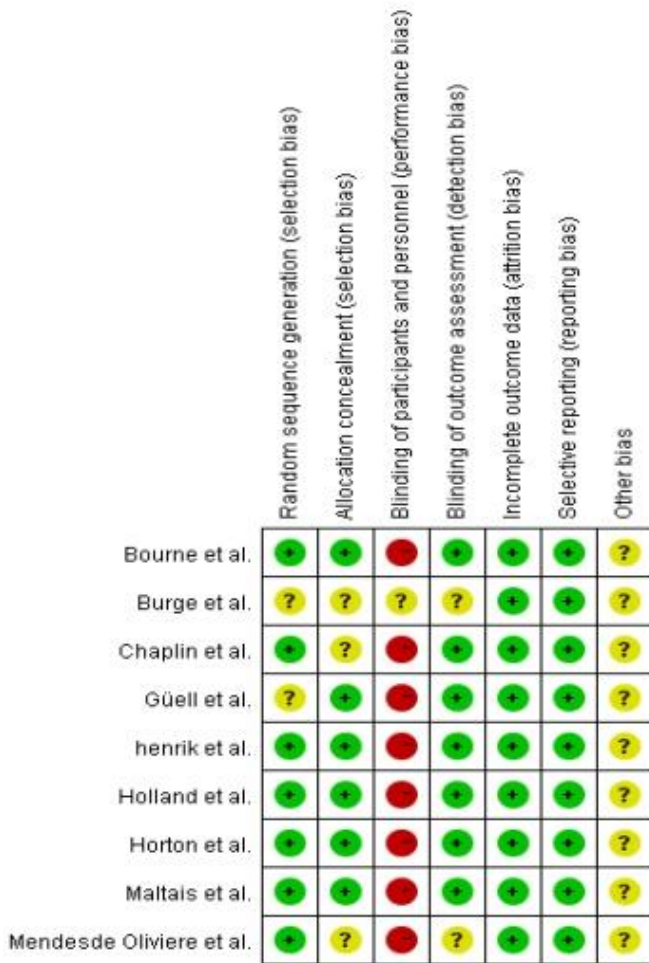 Random sequence generation (selection bias)
Allocation concealment (selection bias)
Blinding of participants and personnel (performance bias)
Blinding of outcome assessment (detection bias)
Incomplete outcome data (attrition bias)
Selective reporting (reporting bias)
Other bias
Bourne et al. + + - + + + ?
Burge et al. ? ? ? ? + + ?
Chaplin et al. + ? - + + + ?
Güell et al. ? + - + + + ?
henrik et al. + + - + + + ?
Holland et al. + + - + + + ?
Horton et al. + + - + + + ?
Maltais et al. + + - + + + ?
Mendesde Oliviere et al. + ? - ? + + ?